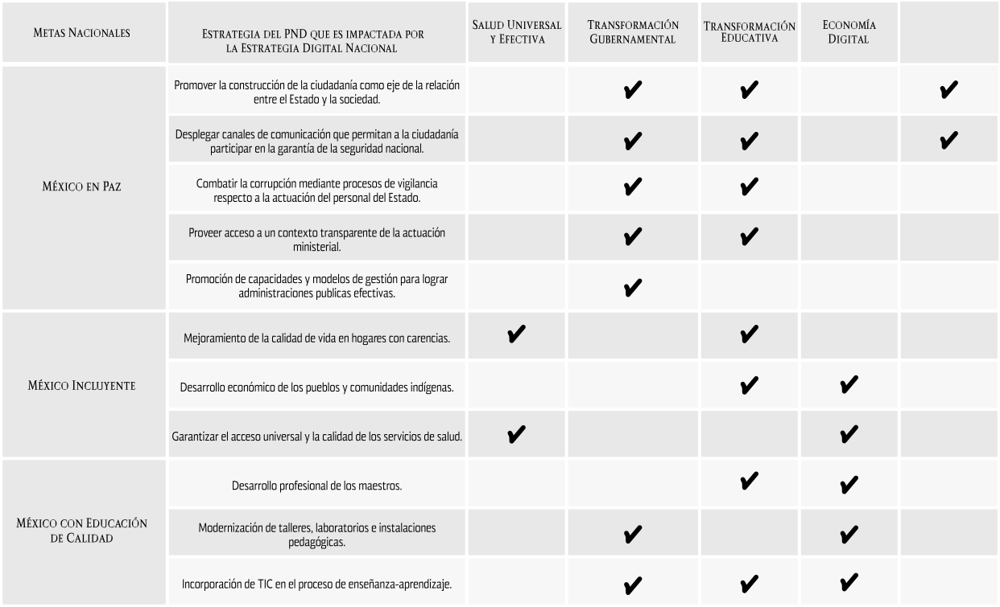 Metas Nacionales
Estrategia del PND que es impactada por
la Estrategia Digital Nacional
Salud Universal
y Efectiva
Transformación
Gubernamental
Transformación
Educativa
Economía
Digital
México en Paz
Promover la construcción de la ciudadanía como eje de la relación
entre el Estado y la sociedad.
✔ ✔ ✔
Desplegar canales de comunicación que permitan a la ciudadanía
participar en la garantía de la seguridad nacional.
✔ ✔ ✔
Combatir la corrupción mediante procesos de vigilancia
respecto a la actuación del personal del Estado.
✔ ✔
Proveer acceso a un contexto transparente de la actuación
ministerial.
✔ ✔
Promoción de capacidades y modelos de gestión para lograr
administraciones publicas efectivas.
✔
México Incluyente
Mejoramiento de la calidad de vida en hogares con carencias.
✔ ✔
Desarrollo económico de los pueblos y comunidades indígenas.
✔ ✔
Garantizar el acceso universal y la calidad de los servicios de salud.
✔ ✔
México con Educación
de Calidad
Desarrollo profesional de los maestros.
✔ ✔
Modernización de talleres, laboratorios e instalaciones
pedagógicas.
✔ ✔
Incorporación de TIC en el proceso de enseñanza-aprendizaje.
✔ ✔ ✔